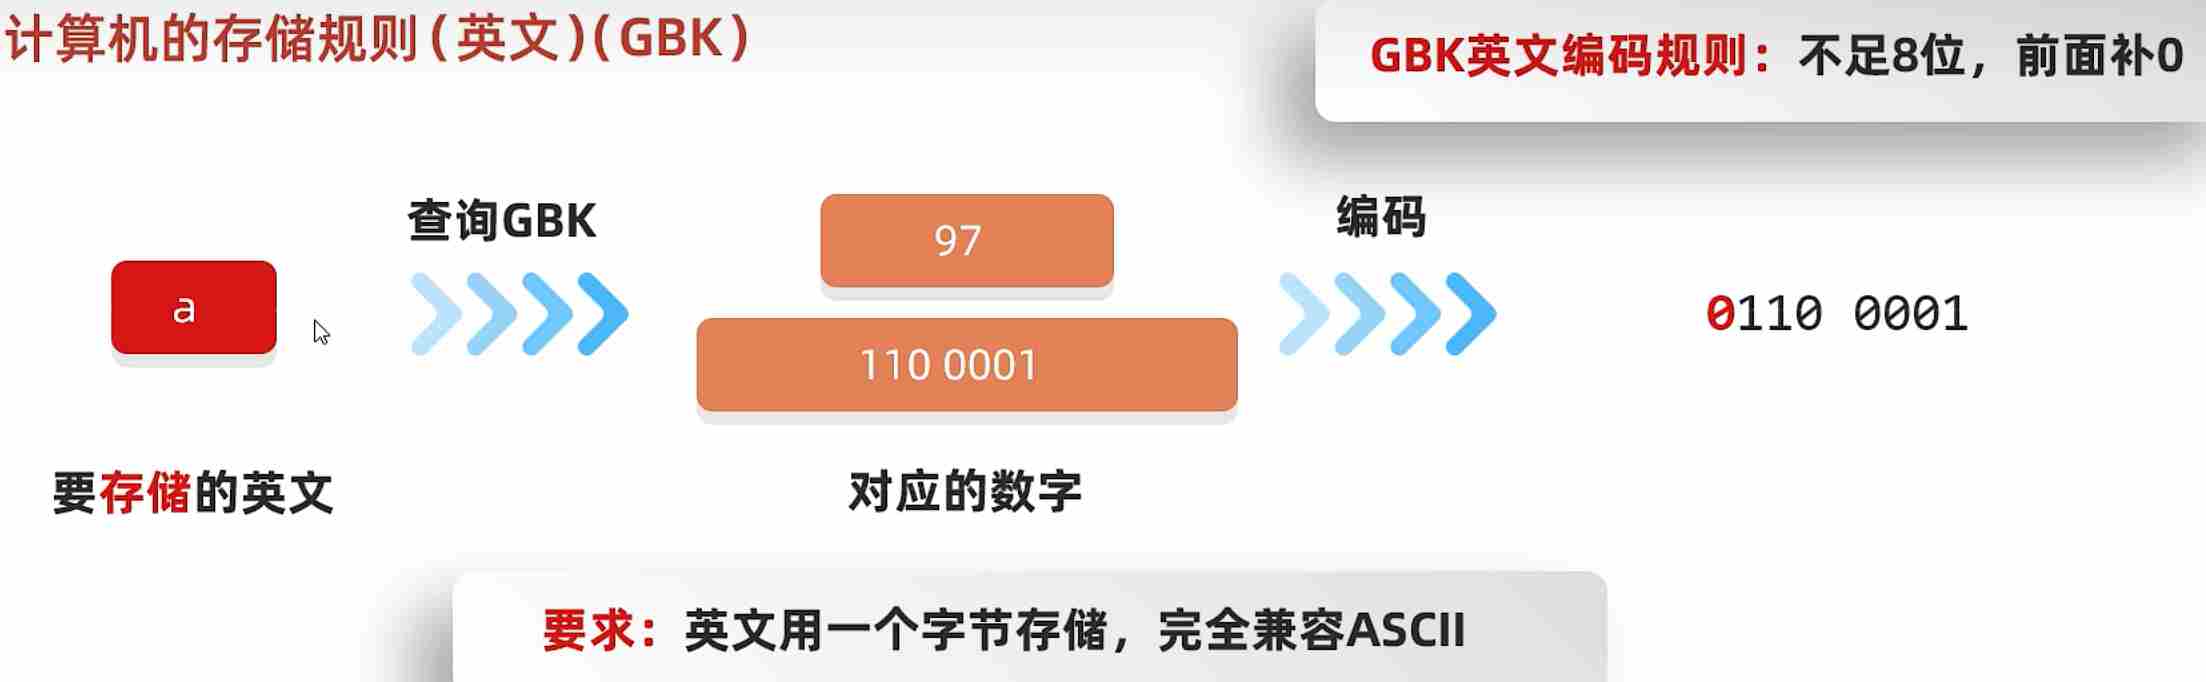 计算机的存储规则(英文)(GBK)
GBK英文编码规则：不足8位，前面补0
查询GBK
97
编码
a
110 0001
0110 0001
要存储的英文
对应的数字
要求：英文用一个字节存储，完全兼容ASCII